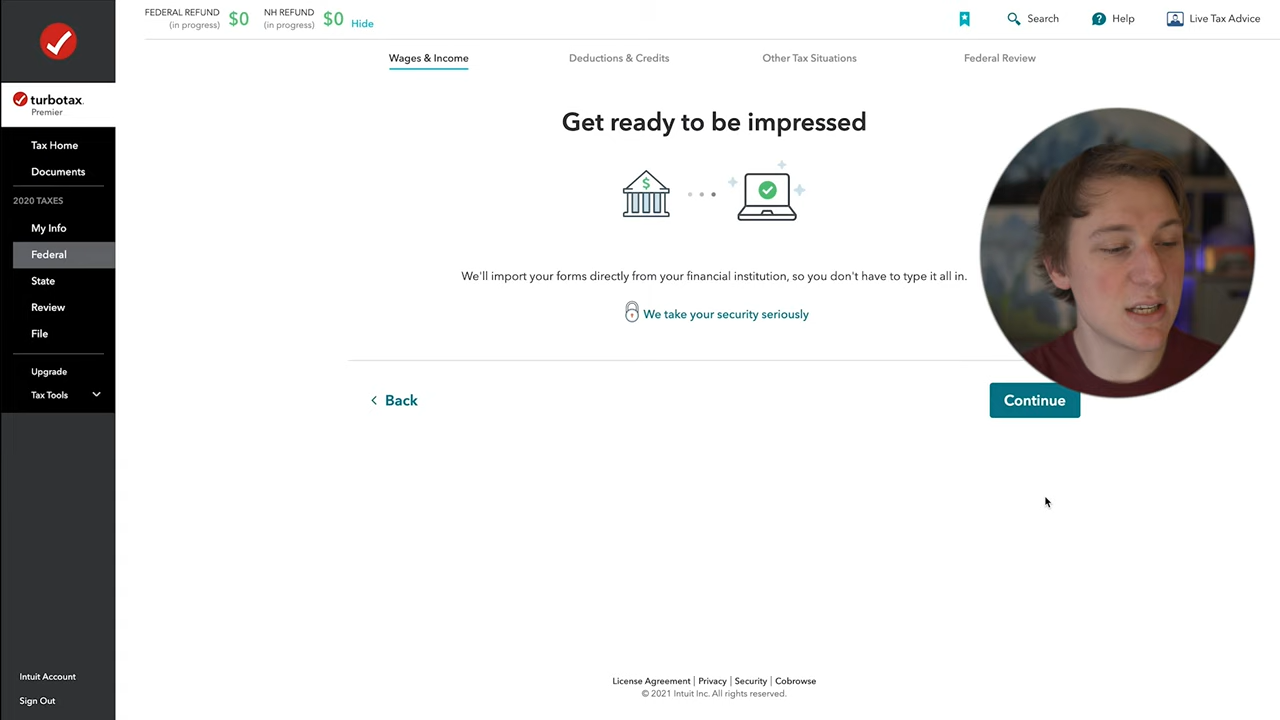 FEDERAL REFUND
(in progress)
$0
NH REFUND
(in progress)
$0
Hide
Search
Help
Live Tax Advice
turbotax
Premier
Wages & Income
Deductions & Credits
Other Tax Situations
Federal Review
Tax Home
Documents
2020 TAXES
My Info
Federal
State
Review
File
Upgrade
Tax Tools
Intuit Account
Sign Out
Get ready to be impressed
$
We'll import your forms directly from your financial institution, so you don't have to type it all in.
We take your security seriously
Back
Continue
License Agreement | Privacy | Security | Cobrowse
© 2021 Intuit Inc. All rights reserved.